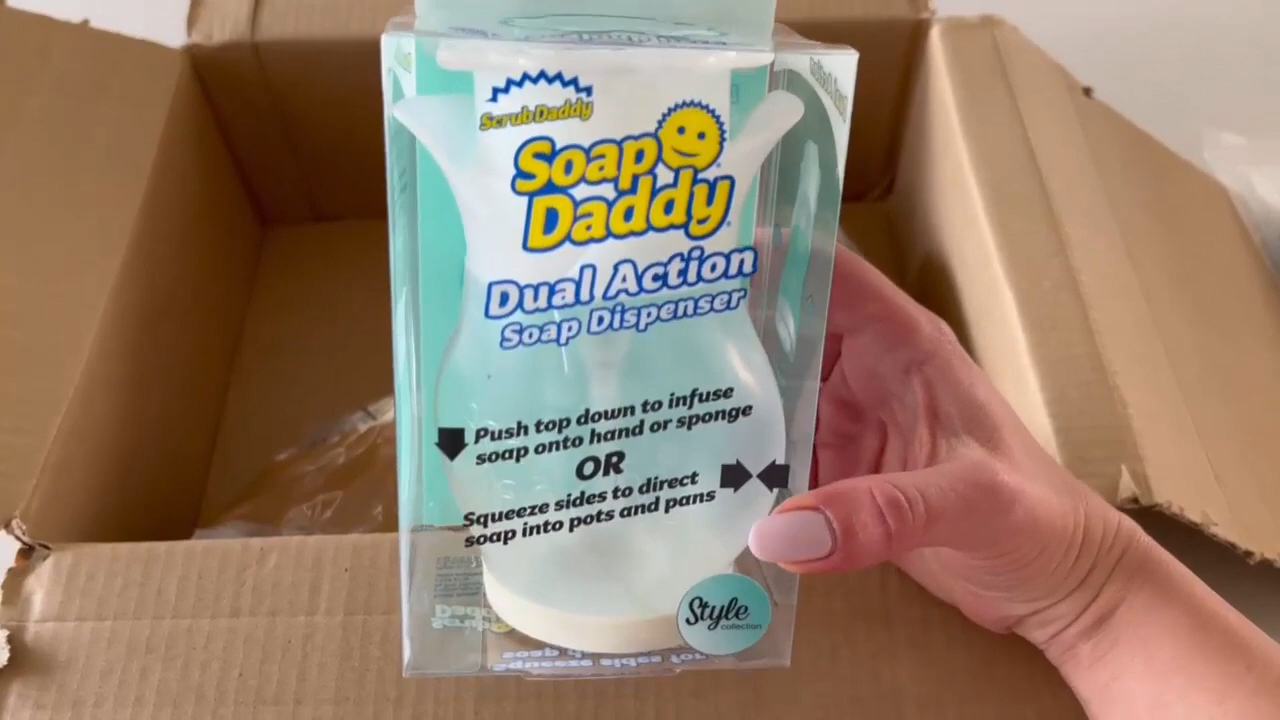 Scrub Daddy
Soap
Daddy
Dual Action
Soap Dispenser
Push top down to infuse
soap onto hand or sponge
OR
Squeeze sides to direct
soap into pots and pans
Style
collection